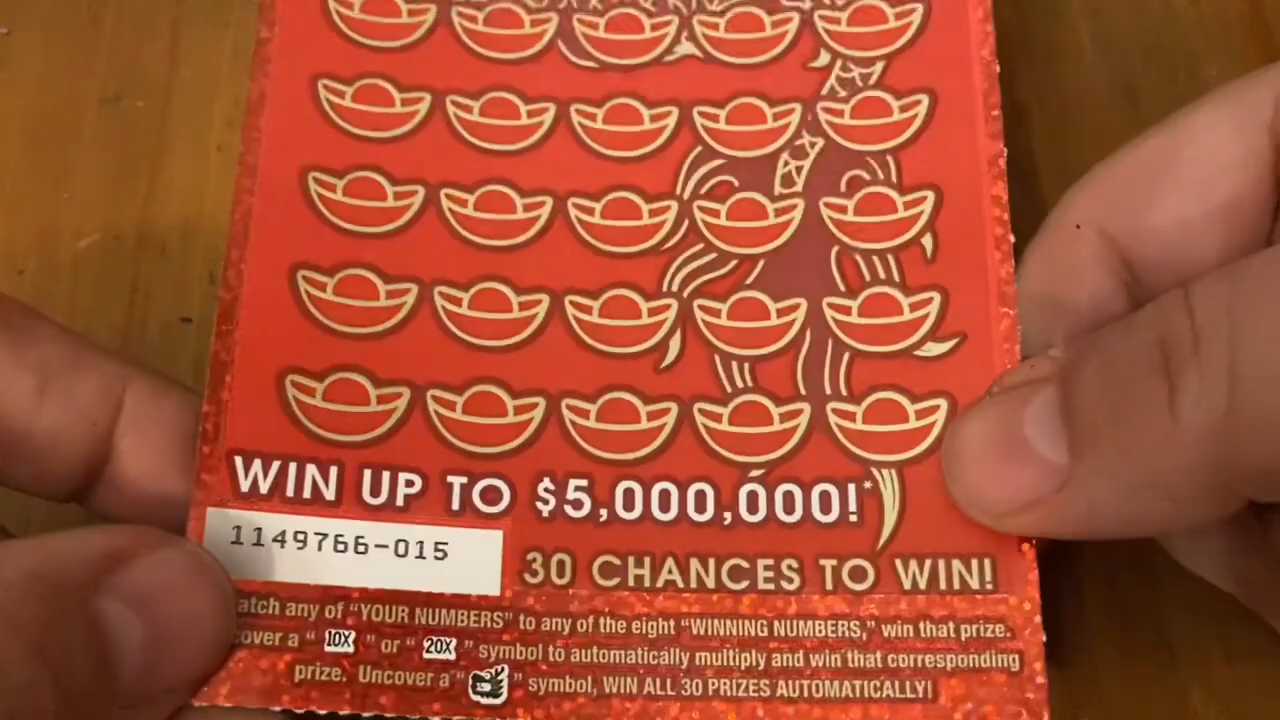 WIN UP TO $5,000,000!*
1149766-015
30 CHANCES TO WIN!
atch any of “YOUR NUMBERS” to any of the eight “WINNING NUMBERS,” win that prize.
cover a “ 10X ” or “ 20X ” symbol to automatically multiply and win that corresponding
prize. Uncover a “ ” symbol, WIN ALL 30 PRIZES AUTOMATICALLY!